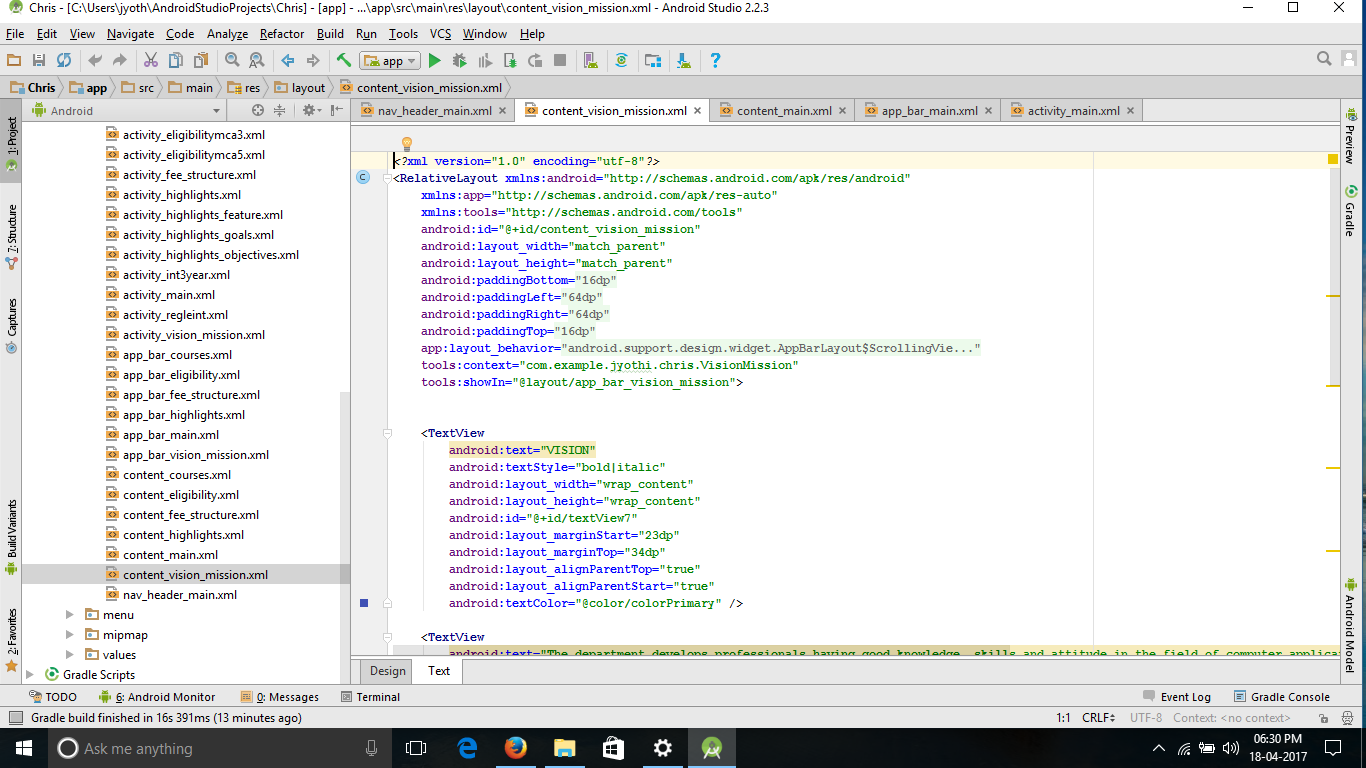 Chris - [C:\Users\jyoth\AndroidStudioProjects\Chris] - [app] - ...\app\src\main\res\layout\content_vision_mission.xml - Android Studio 2.2.3
File Edit View Navigate Code Analyze Refactor Build Run Tools VCS Window Help
app
Chris app src main res layout content_vision_mission.xml
Android
nav_header_main.xml content_vision_mission.xml content_main.xml app_bar_main.xml activity_main.xml
1: Project
7: Structure
Captures
Build Variants
2: Favorites
activity_eligibilitymca3.xml
activity_eligibilitymca5.xml
activity_fee_structure.xml
activity_highlights.xml
activity_highlights_feature.xml
activity_highlights_goals.xml
activity_highlights_objectives.xml
activity_int3year.xml
activity_main.xml
activity_regleint.xml
activity_vision_mission.xml
app_bar_courses.xml
app_bar_eligibility.xml
app_bar_fee_structure.xml
app_bar_highlights.xml
app_bar_main.xml
app_bar_vision_mission.xml
content_courses.xml
content_eligibility.xml
content_fee_structure.xml
content_highlights.xml
content_main.xml
content_vision_mission.xml
nav_header_main.xml
menu
mipmap
values
Gradle Scripts
<?xml version="1.0" encoding="utf-8"?>
C
<RelativeLayout xmlns:android="http://schemas.android.com/apk/res/android"
xmlns:app="http://schemas.android.com/apk/res-auto"
xmlns:tools="http://schemas.android.com/tools"
android:id="@+id/content_vision_mission"
android:layout_width="match_parent"
android:layout_height="match_parent"
android:paddingBottom="16dp"
android:paddingLeft="64dp"
android:paddingRight="64dp"
android:paddingTop="16dp"
app:layout_behavior="android.support.design.widget.AppBarLayout$ScrollingVie..."
tools:context="com.example.jyothi.chris.VisionMission"
tools:showIn="@layout/app_bar_vision_mission">
<TextView
android:text="VISION"
android:textStyle="bold|italic"
android:layout_width="wrap_content"
android:layout_height="wrap_content"
android:id="@+id/textView7"
android:layout_marginStart="23dp"
android:layout_marginTop="34dp"
android:layout_alignParentTop="true"
android:layout_alignParentStart="true"
android:textColor="@color/colorPrimary" />
<TextView
android:text="The department develops professionals having good knowledge, skills and attitude in the field of computer applica
Preview
Gradle
Android Model
Design Text
TODO 6: Android Monitor 0: Messages Terminal Event Log Gradle Console
Gradle build finished in 16s 391ms (13 minutes ago) 1:1 CRLF UTF-8 Context: <no context>
Ask me anything
06:30 PM
18-04-2017